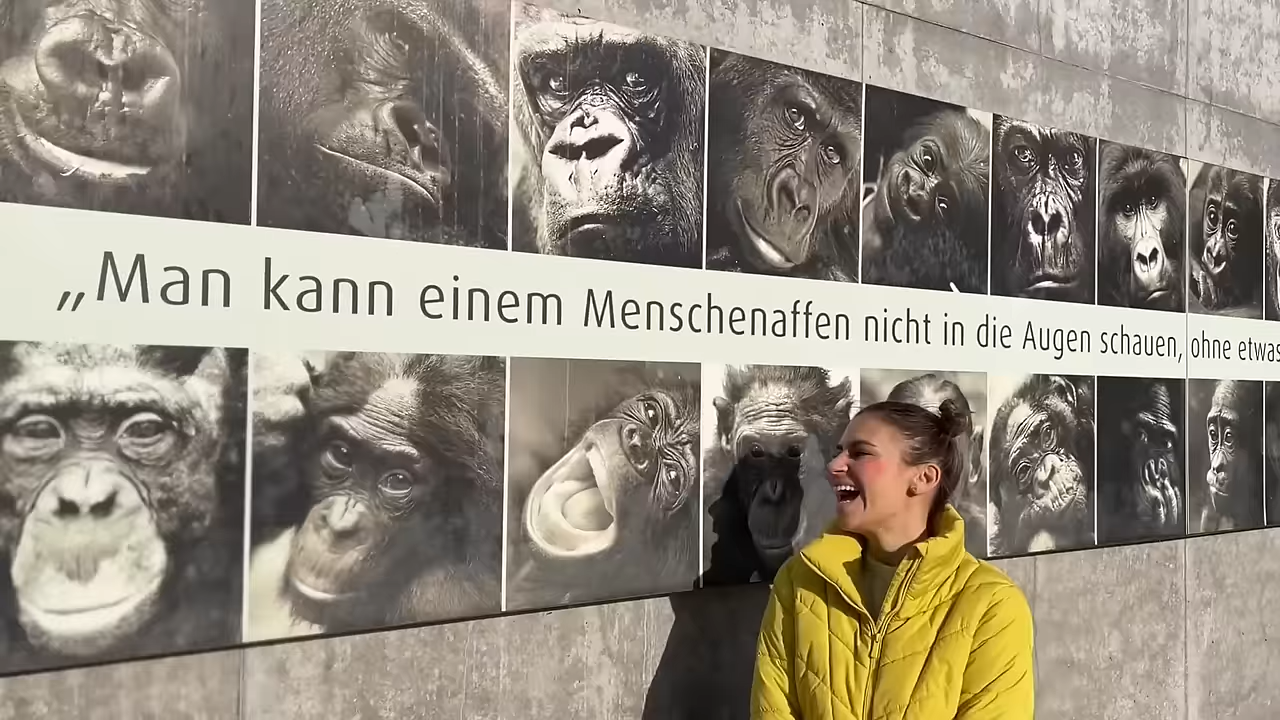 „Man kann einem Menschenaffen nicht in die Augen schauen, ohne etwas